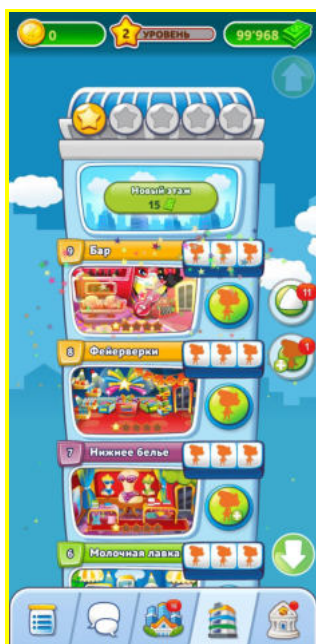 0
2
УРОВЕНЬ
99'968
Новый этаж
15
9 Бар
11
8 Фейерверки
1
7 Нижнее белье
6 Молочная лавка